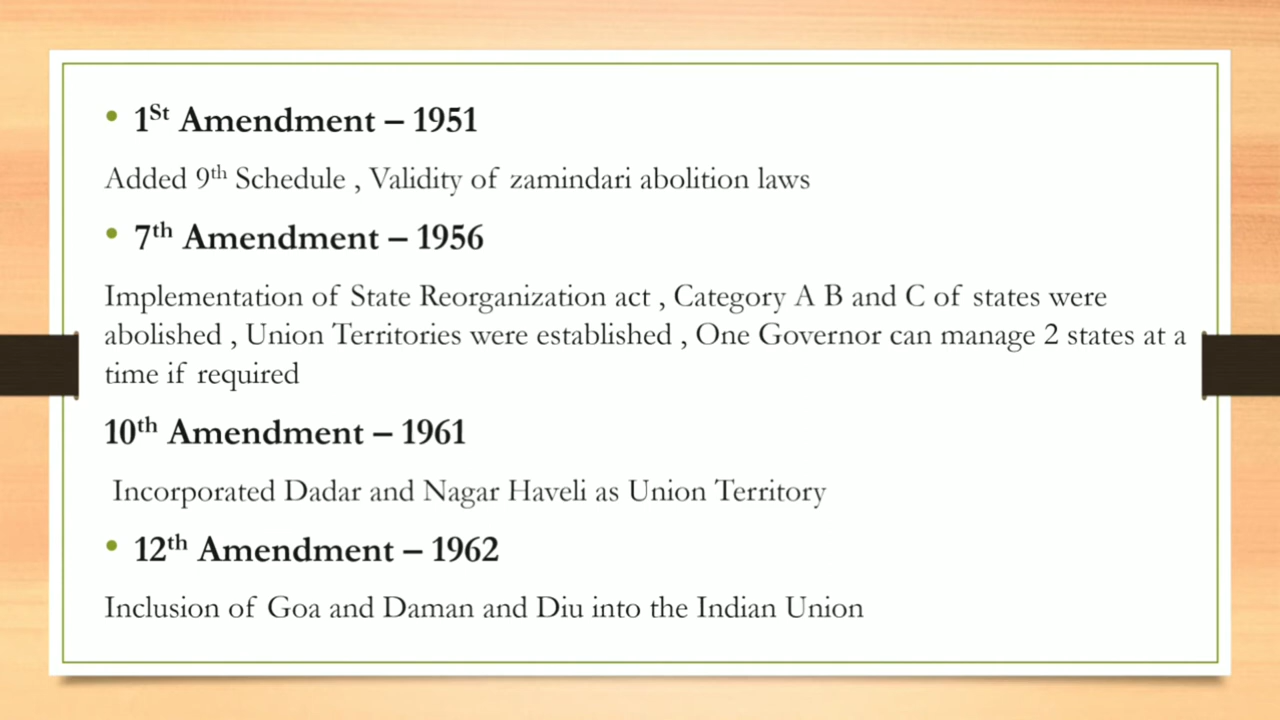 • 1St Amendment – 1951
Added 9th Schedule , Validity of zamindari abolition laws
• 7th Amendment – 1956
Implementation of State Reorganization act , Category A B and C of states were
abolished , Union Territories were established , One Governor can manage 2 states at a
time if required
10th Amendment – 1961
Incorporated Dadar and Nagar Haveli as Union Territory
• 12th Amendment – 1962
Inclusion of Goa and Daman and Diu into the Indian Union